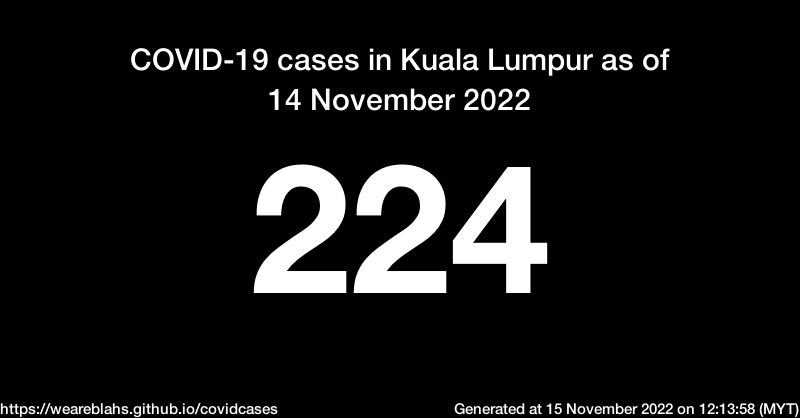 COVID-19 cases in Kuala Lumpur as of
14 November 2022
224
https://weareblahs.github.io/covidcases
Generated at 15 November 2022 on 12:13:58 (MYT)